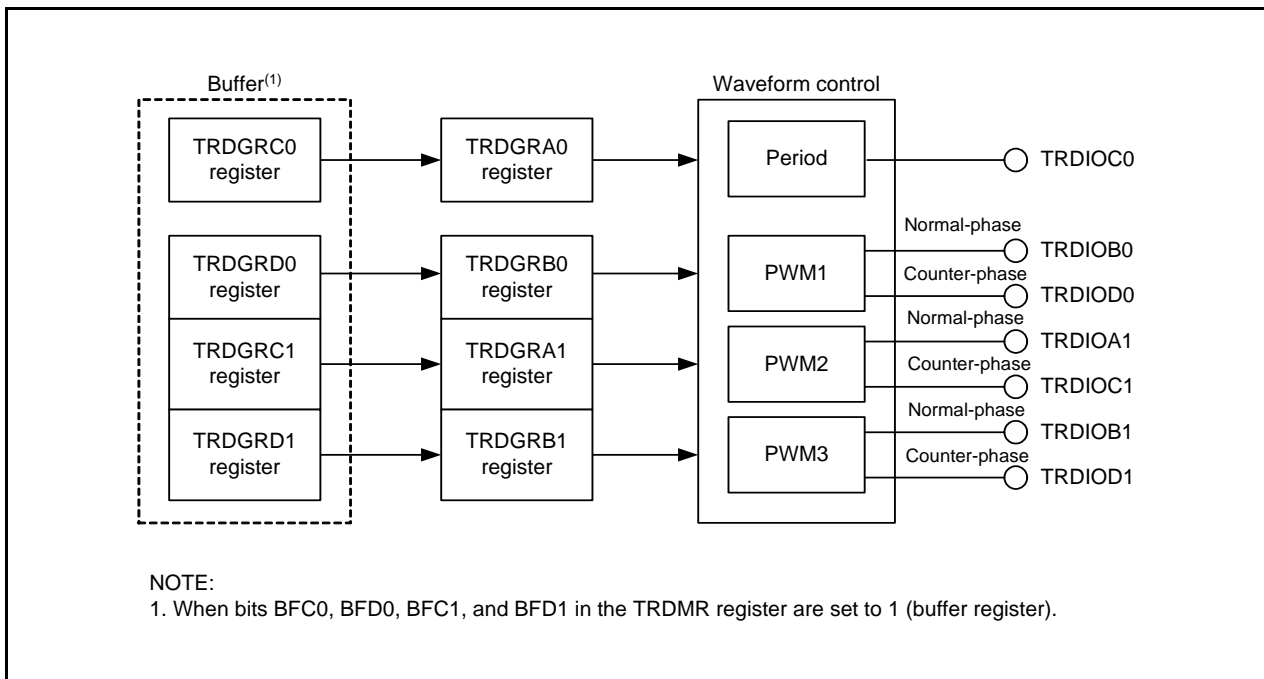 Buffer(1)
Waveform control
TRDGRC0
register
TRDGRA0
register
Period
TRDIOC0
TRDGRD0
register
TRDGRB0
register
PWM1
Normal-phase
TRDIOB0
Counter-phase
TRDIOD0
TRDGRC1
register
TRDGRA1
register
PWM2
Normal-phase
TRDIOA1
Counter-phase
TRDIOC1
TRDGRD1
register
TRDGRB1
register
PWM3
Normal-phase
TRDIOB1
Counter-phase
TRDIOD1
NOTE:
1. When bits BFC0, BFD0, BFC1, and BFD1 in the TRDMR register are set to 1 (buffer register).